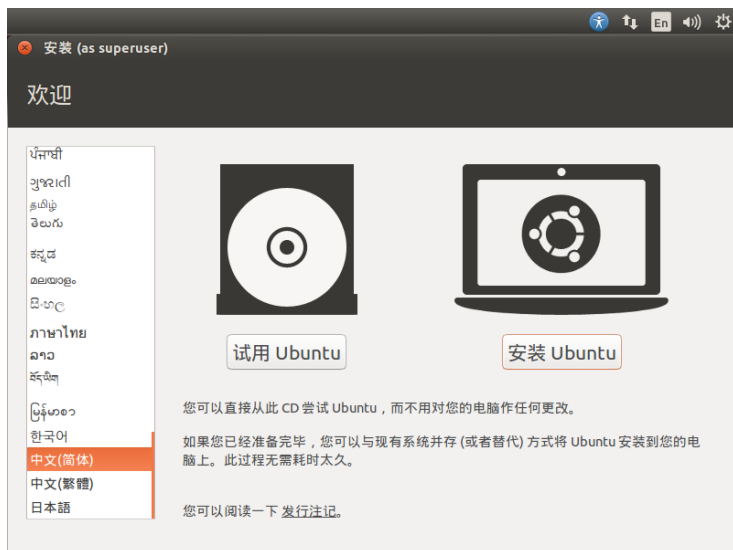 En
安装 (as superuser)
欢迎
ਪੰਜਾਬੀ
ગુજરાતી
தமிழ்
తెలుగు
ಕನ್ನಡ
മലയാളം
සිංහල
ภาษาไทย
ລາວ
བོད་ཡིག
မြန်မာစာ
한국어
中文(简体)
中文(繁體)
日本語
试用 Ubuntu
安装 Ubuntu
您可以直接从此 CD 尝试 Ubuntu，而不用对您的电脑作任何更改。
如果您已经准备完毕，您可以与现有系统并存 (或者替代) 方式将 Ubuntu 安装到您的电
脑上。此过程无需耗时太久。
您可以阅读一下 发行注记。